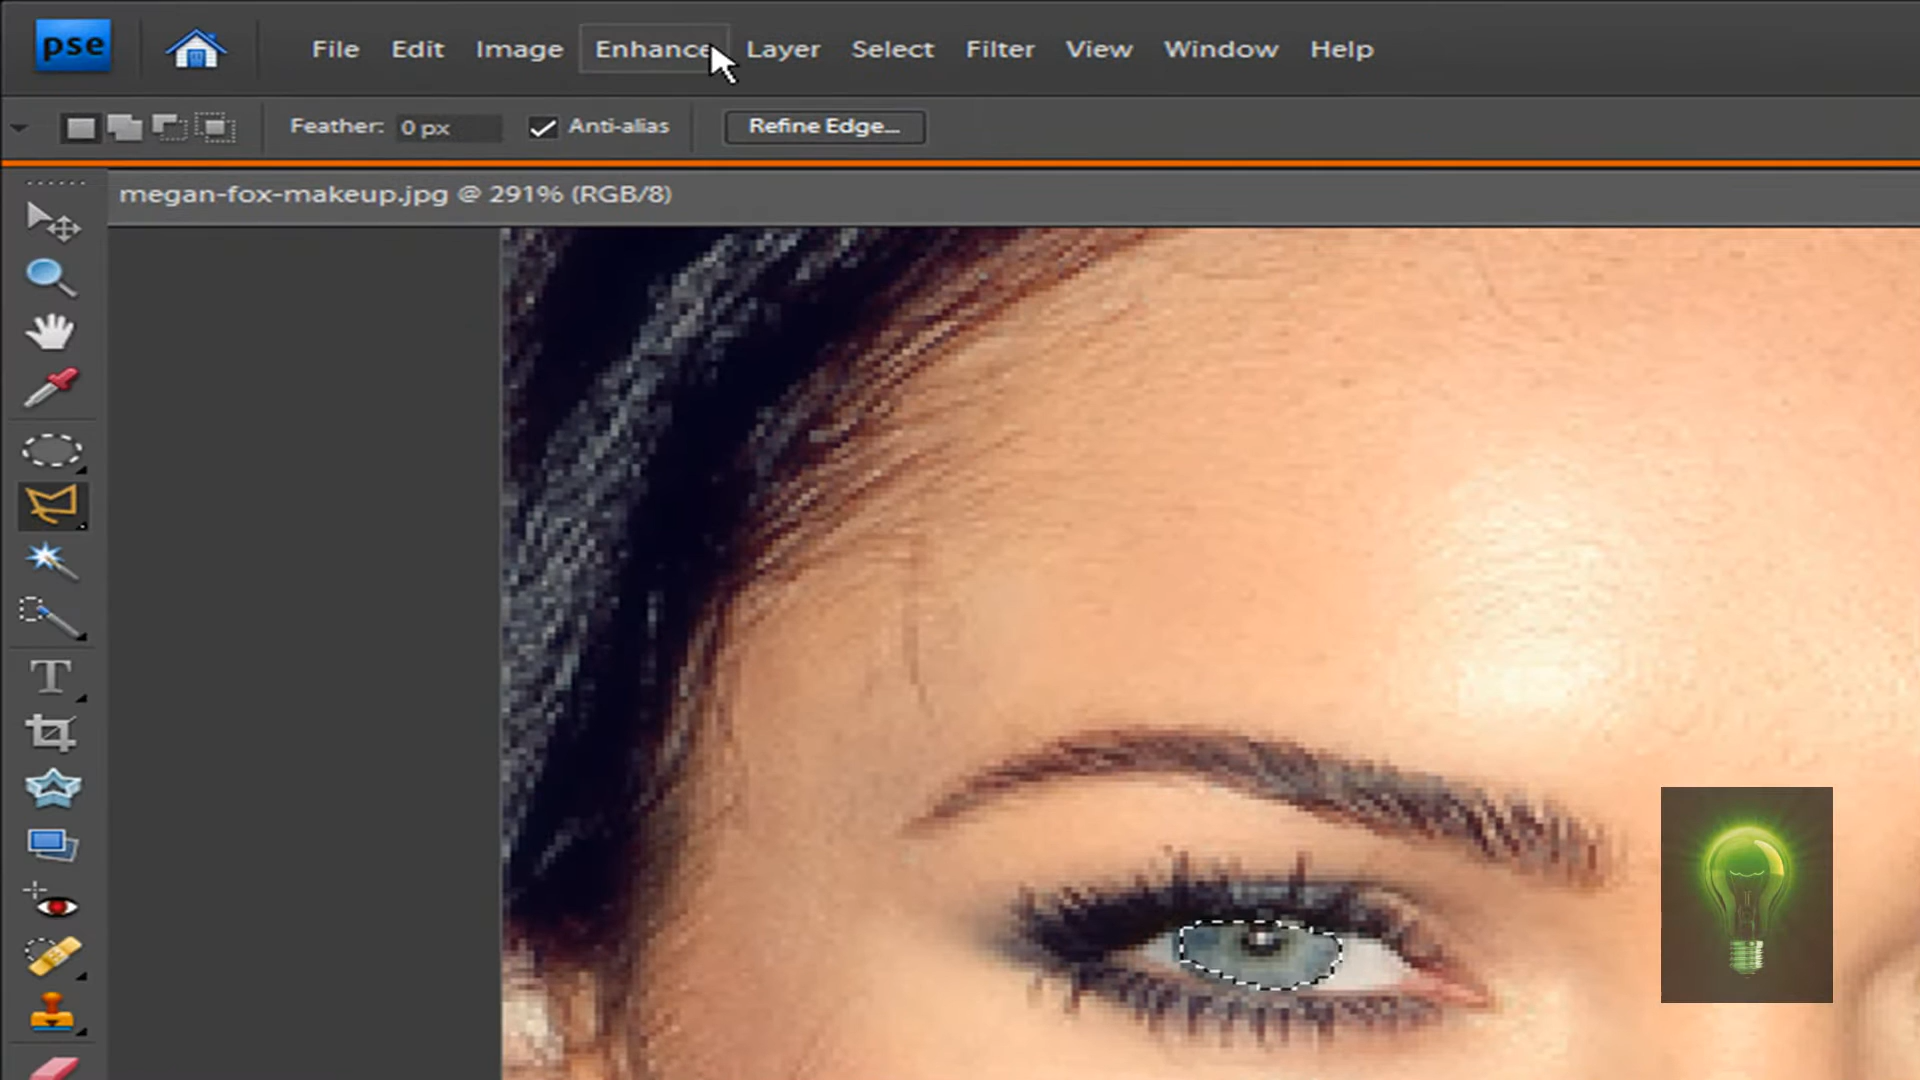 pse File Edit Image Enhance Layer Select Filter View Window Help
Feather: 0 px Anti-alias Refine Edge...
megan-fox-makeup.jpg @ 291% (RGB/8)
T